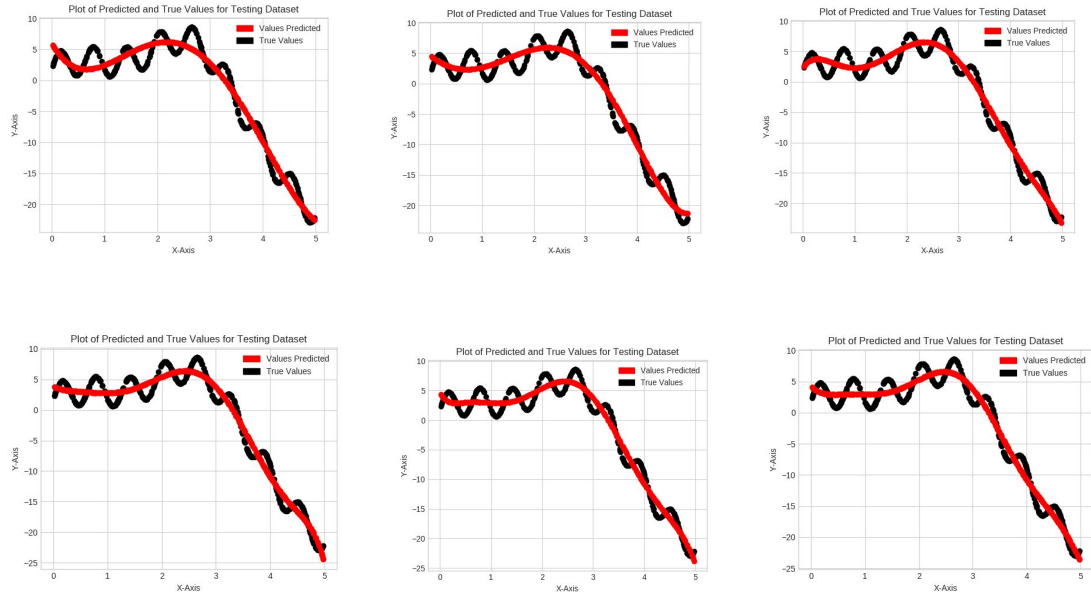 Plot of Predicted and True Values for Testing Dataset
10
5
0
−5
−10
−15
−20
Y-Axis
Values Predicted
True Values
0 1 2 3 4 5
X-Axis
Plot of Predicted and True Values for Testing Dataset
10
5
0
−5
−10
−15
−20
Y-Axis
Values Predicted
True Values
0 1 2 3 4 5
X-Axis
Plot of Predicted and True Values for Testing Dataset
10
5
0
−5
−10
−15
−20
Y-Axis
Values Predicted
True Values
0 1 2 3 4 5
X-Axis
Plot of Predicted and True Values for Testing Dataset
10
5
0
−5
−10
−15
−20
−25
Y-Axis
Values Predicted
True Values
0 1 2 3 4 5
X-Axis
Plot of Predicted and True Values for Testing Dataset
10
5
0
−5
−10
−15
−20
−25
Y-Axis
Values Predicted
True Values
0 1 2 3 4 5
X-Axis
Plot of Predicted and True Values for Testing Dataset
10
5
0
−5
−10
−15
−20
−25
Y-Axis
Values Predicted
True Values
0 1 2 3 4 5
X-Axis